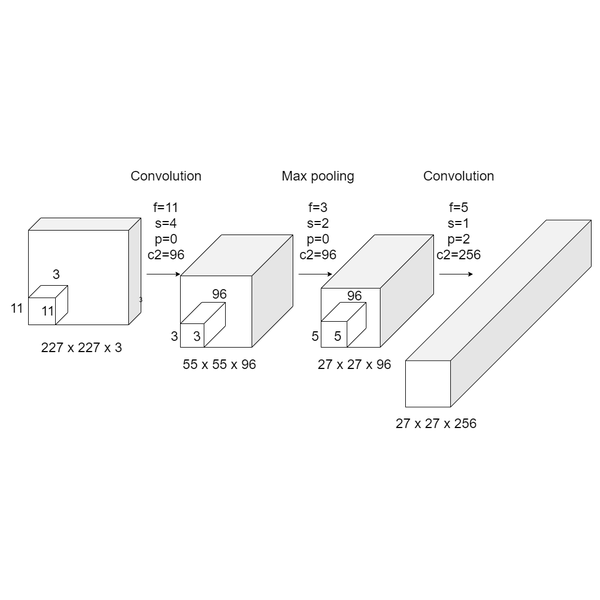 Convolution
Max pooling
Convolution
f=11
s=4
p=0
c2=96
f=3
s=2
p=0
c2=96
f=5
s=1
p=2
c2=256
3
11
11
3
227 x 227 x 3
96
3
3
55 x 55 x 96
96
5
5
27 x 27 x 96
27 x 27 x 256